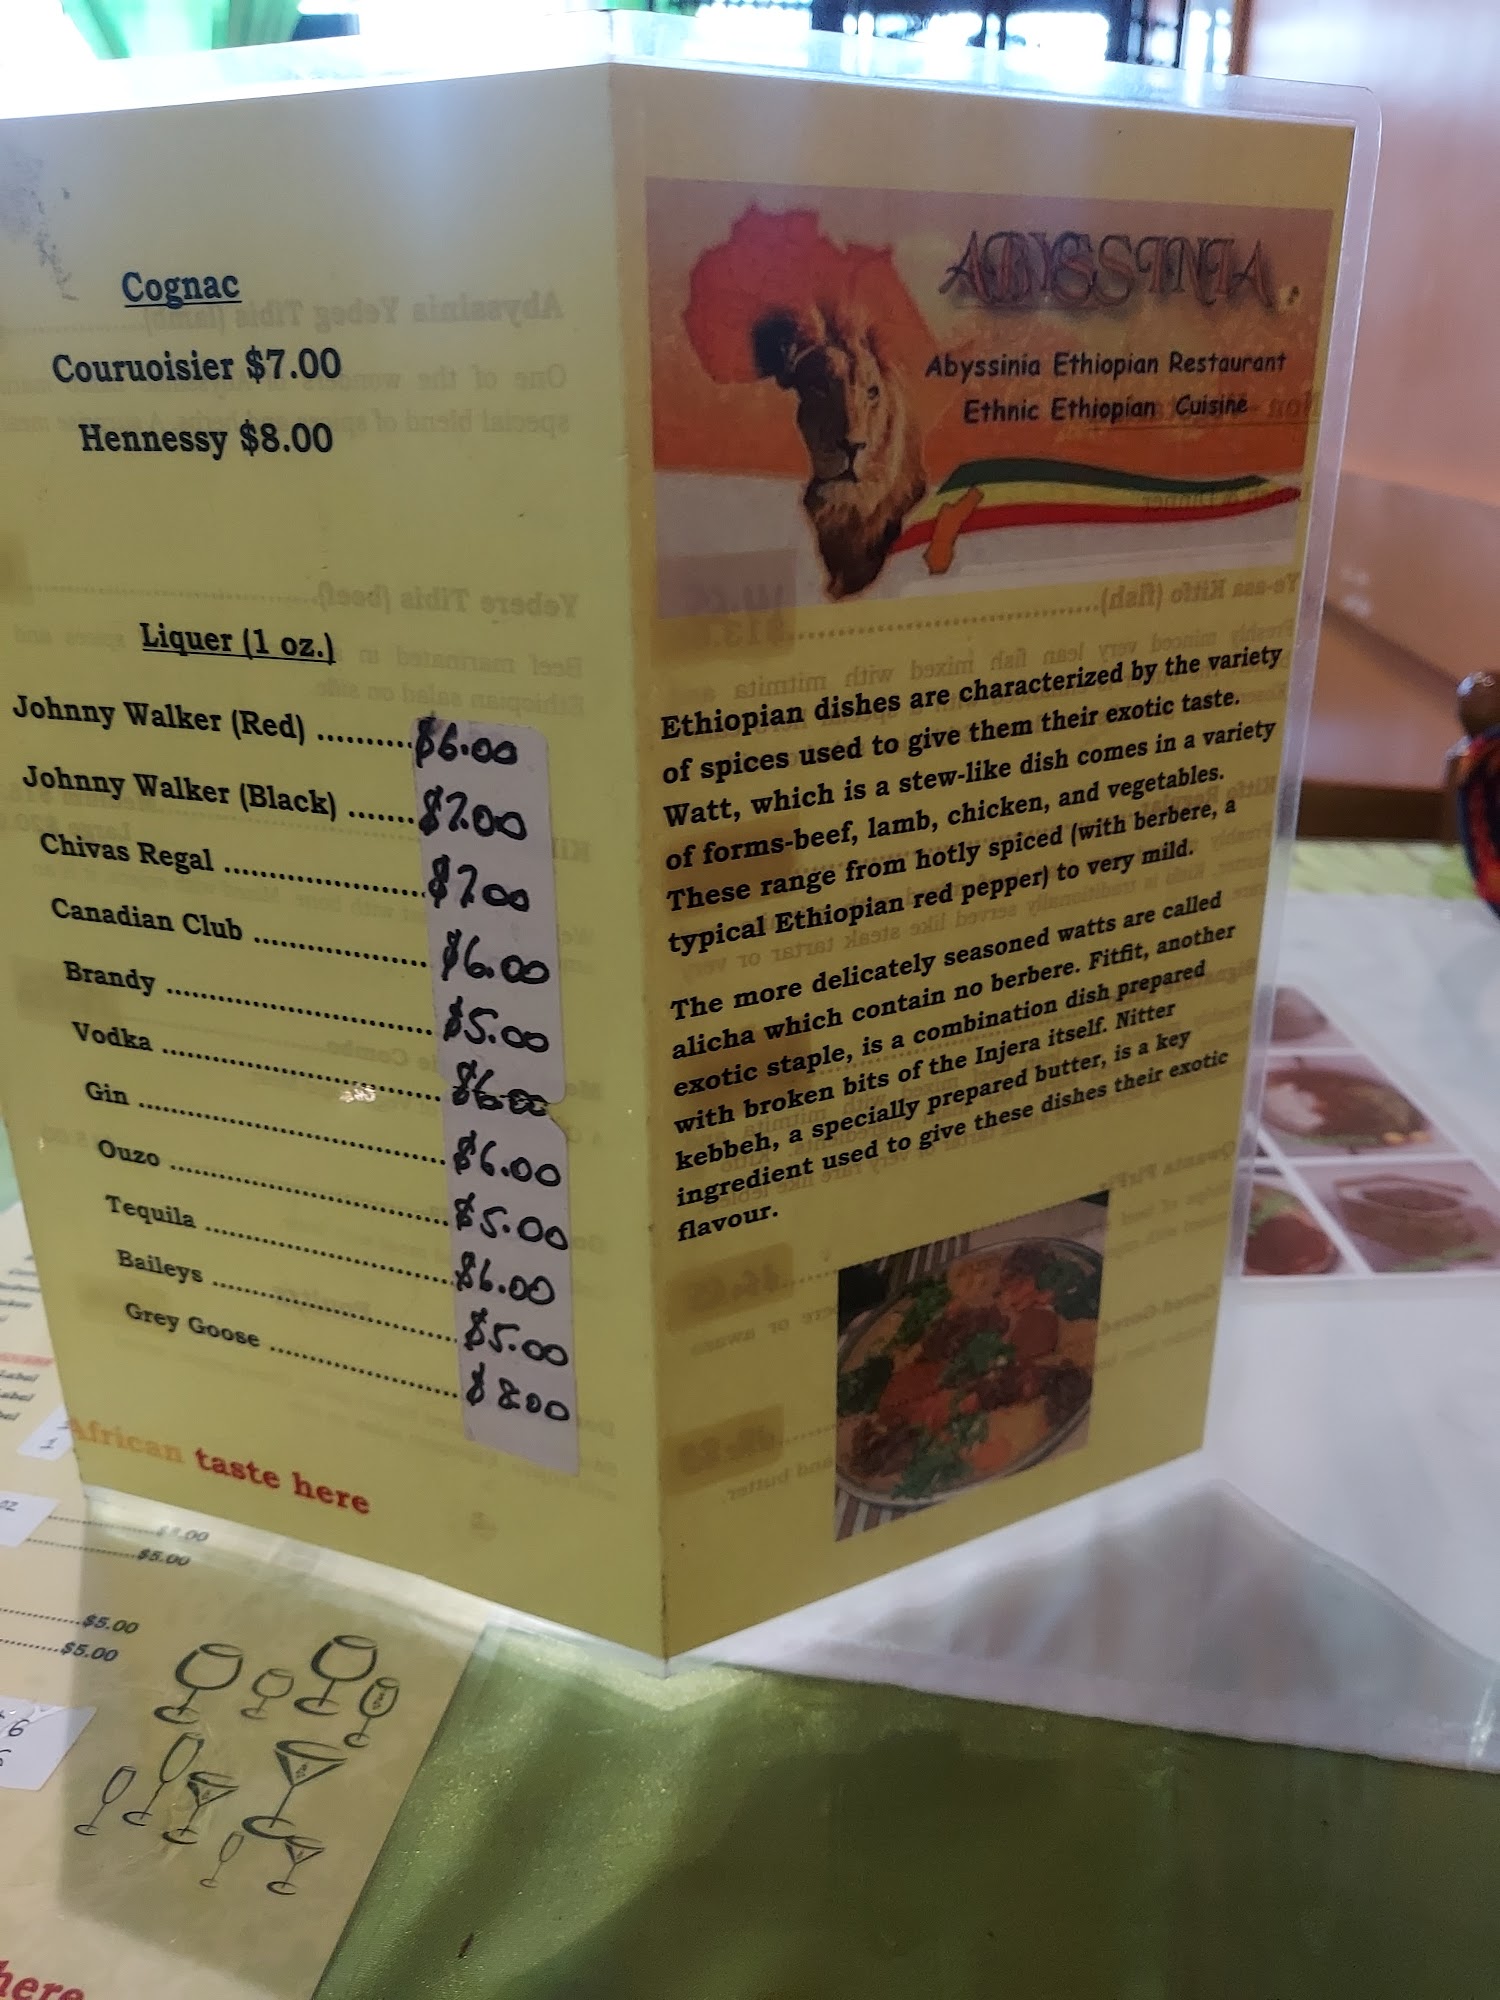 Cognac
Couruoisier $7.00
Hennessy $8.00
Liquer (1 oz.)
Johnny Walker (Red) .......... $6.00
Johnny Walker (Black) ....... $7.00
Chivas Regal ...................... $7.00
Canadian Club ................... $6.00
Brandy ............................. $5.00
Vodka .............................. $6.00
Gin .................................. $6.00
Ouzo ................................ $5.00
Tequila ............................. $6.00
Baileys ............................. $5.00
Grey Goose ....................... $8.00
African taste here
ABYSSINIA
Abyssinia Ethiopian Restaurant
Ethnic Ethiopian Cuisine
Ethiopian dishes are characterized by the variety
of spices used to give them their exotic taste.
Watt, which is a stew-like dish comes in a variety
of forms-beef, lamb, chicken, and vegetables.
These range from hotly spiced (with berbere, a
typical Ethiopian red pepper) to very mild.
The more delicately seasoned watts are called
alicha which contain no berbere. Fitfit, another
exotic staple, is a combination dish prepared
with broken bits of the Injera itself. Nitter
kebbeh, a specially prepared butter, is a key
ingredient used to give these dishes their exotic
flavour.
$5.00
$5.00
$5.00
here